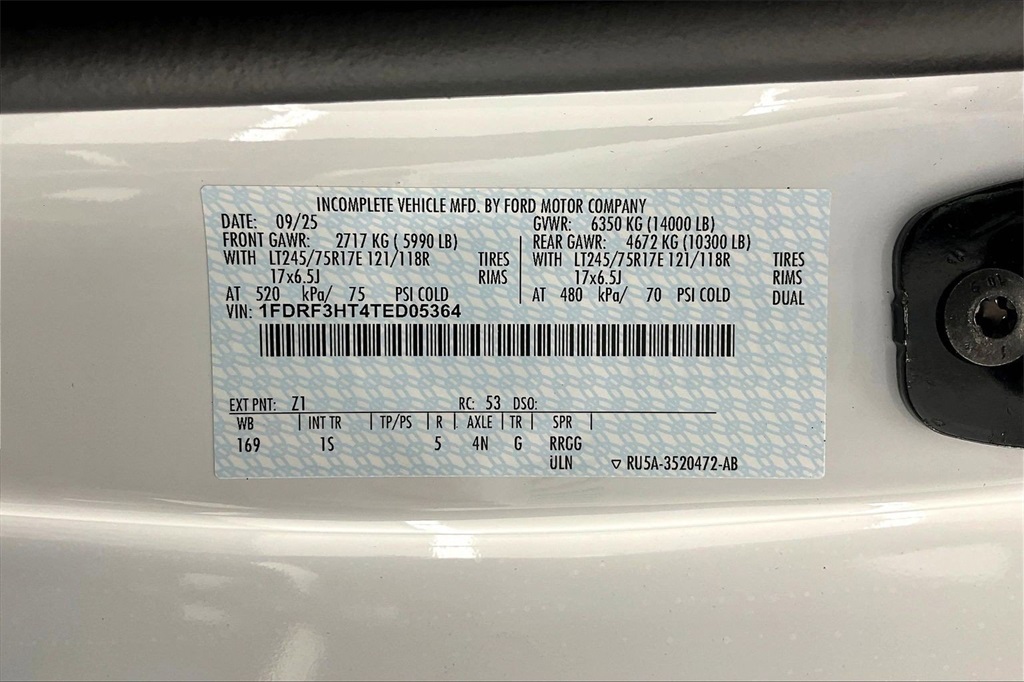 INCOMPLETE VEHICLE MFD. BY FORD MOTOR COMPANY
DATE: 09/25 GVWR: 6350 KG (14000 LB)
FRONT GAWR: 2717 KG ( 5990 LB) REAR GAWR: 4672 KG (10300 LB)
WITH LT245/75R17E 121/118R TIRES WITH LT245/75R17E 121/118R TIRES
17x6.5J RIMS 17x6.5J RIMS
AT 520 kPa/ 75 PSI COLD AT 480 kPa/ 70 PSI COLD DUAL
VIN: 1FDRF3HT4TED05364
EXT PNT: Z1 RC: 53 DSO:
WB INT TR TP/PS R AXLE TR SPR
169 1S 5 4N G RRGG
ULN RU5A-3520472-AB